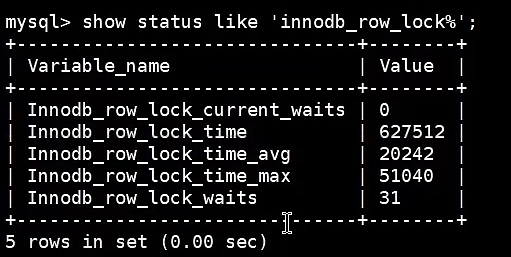 mysql> show status like 'innodb_row_lock%';
+-------------------------------+--------+
| Variable_name                 | Value  |
+-------------------------------+--------+
| Innodb_row_lock_current_waits | 0      |
| Innodb_row_lock_time          | 627512 |
| Innodb_row_lock_time_avg      | 20242  |
| Innodb_row_lock_time_max      | 51040  |
| Innodb_row_lock_waits         | 31     |
+-------------------------------+--------+
5 rows in set (0.00 sec)